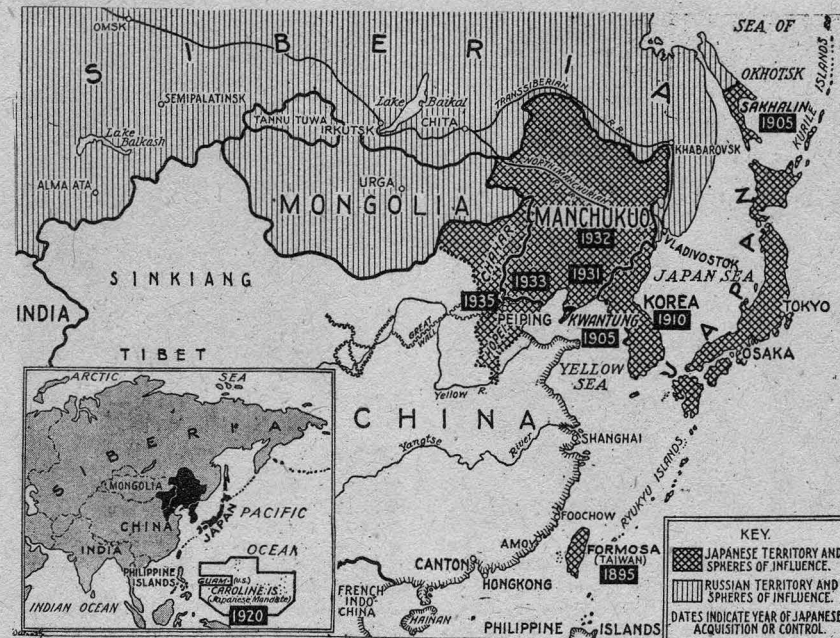 OMSK
SIBERIA
SEA OF
OKHOTSK
SAKHALIN
1905
KURILE ISLANDS
SEMIPALATINSK
Lake
Balkash
ALMA ATA
TANNU TUWA
IRKUTSK
Lake Baikal
CHITA
TRANSSIBERIAN R.R.
KHABAROVSK
URGA
MONGOLIA
MANCHUKUO
1932
VLADIVOSTOK
JAPAN SEA
CHAHAR
1933
1931
1935
PEIPING
KWANTUNG
1905
KOREA
1910
JAPAN
TOKYO
OSAKA
SINKIANG
INDIA
TIBET
GREAT
WALL
Yellow R.
YELLOW
SEA
CHINA
Yangtse River
SHANGHAI
RYUKYU ISLANDS
FOOCHOW
AMOY
FORMOSA
(TAIWAN)
1895
CANTON
HONGKONG
FRENCH
INDO-
CHINA
HAINAN
PHILIPPINE ISLANDS
ARCTIC SEA
SIBERIA
MONGOLIA
CHINA
JAPAN
PACIFIC
OCEAN
INDIA
PHILIPPINE
ISLANDS
GUAM (U.S.)
CAROLINE IS.
(Japanese Mandate)
1920
INDIAN OCEAN
KEY.
JAPANESE TERRITORY AND
SPHERES OF INFLUENCE.
RUSSIAN TERRITORY AND
SPHERES OF INFLUENCE.
DATES INDICATE YEAR OF JAPANESE
ACQUISITION OR CONTROL